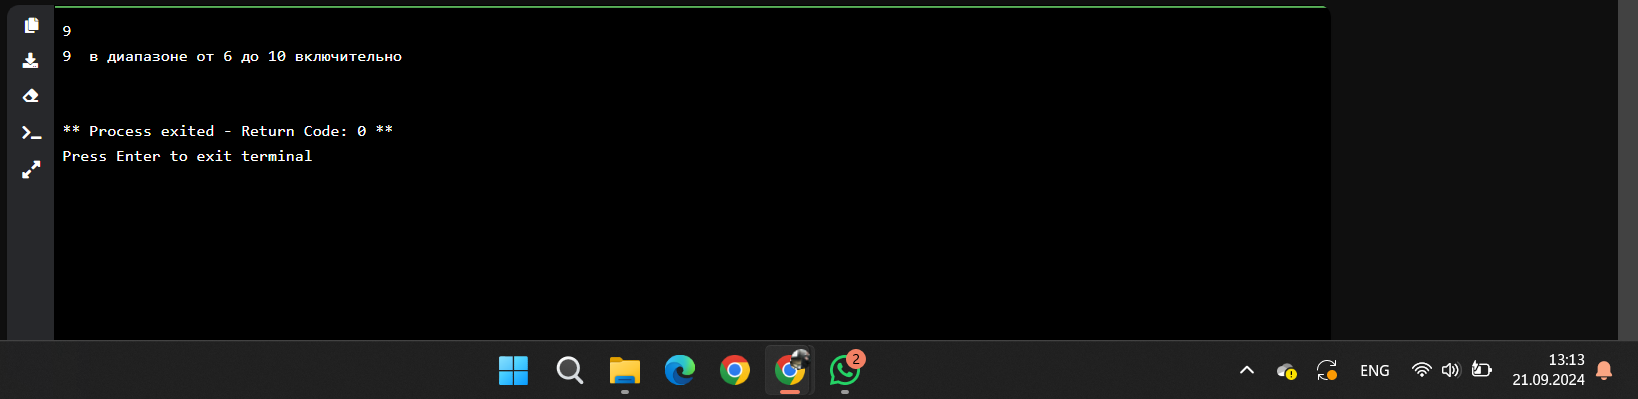 9
9  в диапазоне от 6 до 10 включительно
** Process exited - Return Code: 0 **
Press Enter to exit terminal
2
ENG
13:13
21.09.2024